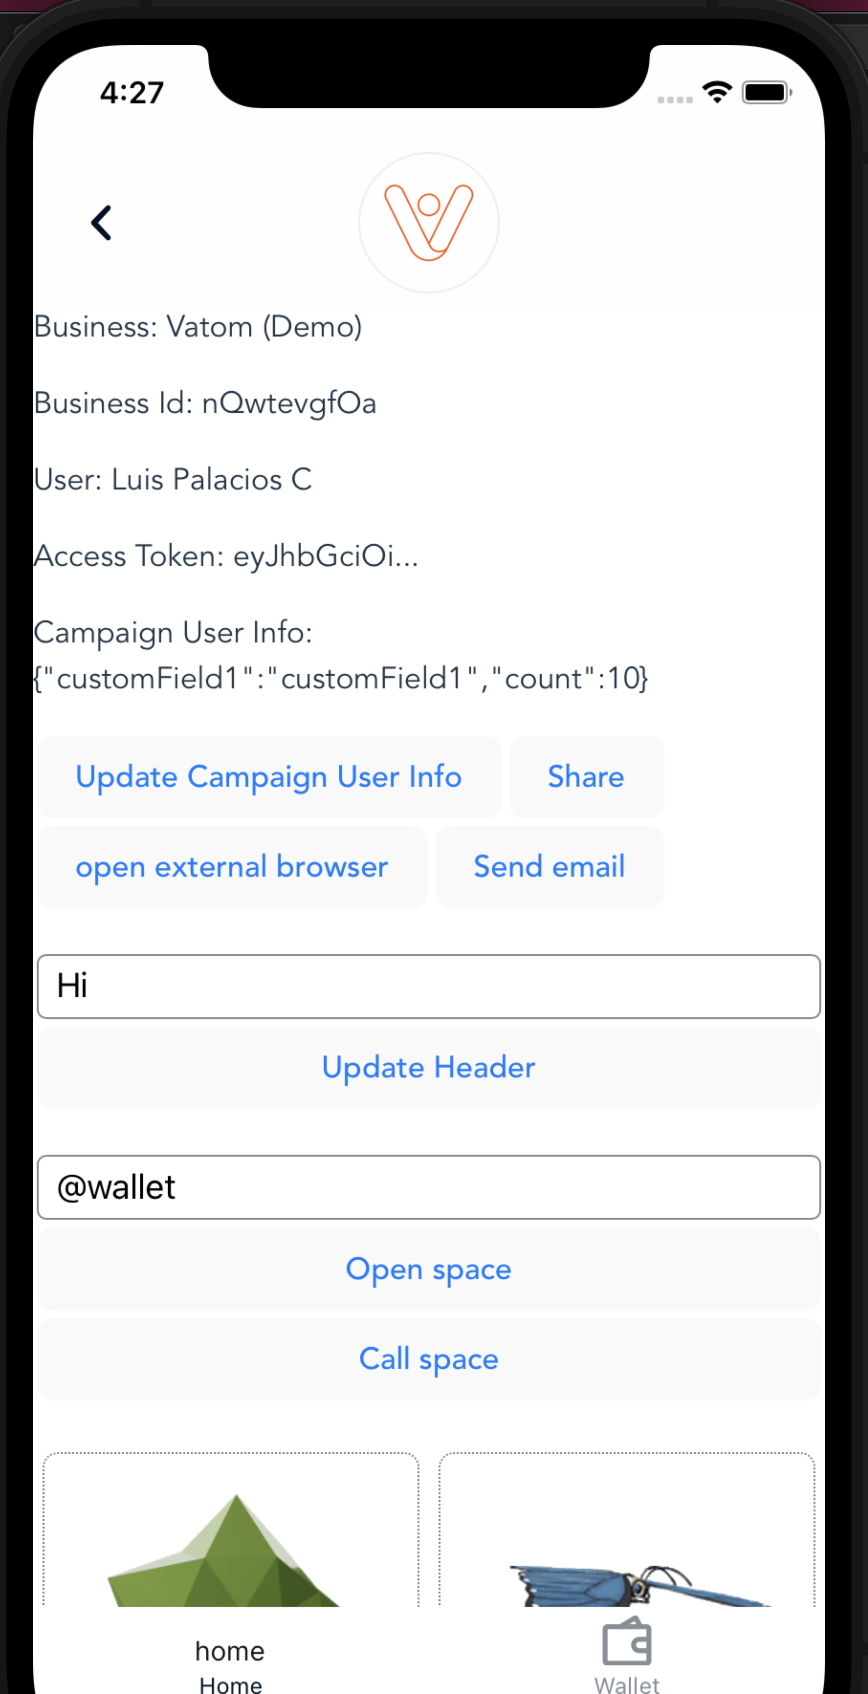 4:27
Business: Vatom (Demo)
Business Id: nQwtevgfOa
User: Luis Palacios C
Access Token: eyJhbGciOi...
Campaign User Info:
{"customField1":"customField1","count":10}
Update Campaign User Info Share
open external browser Send email
Hi
Update Header
@wallet
Open space
Call space
home
Home Wallet